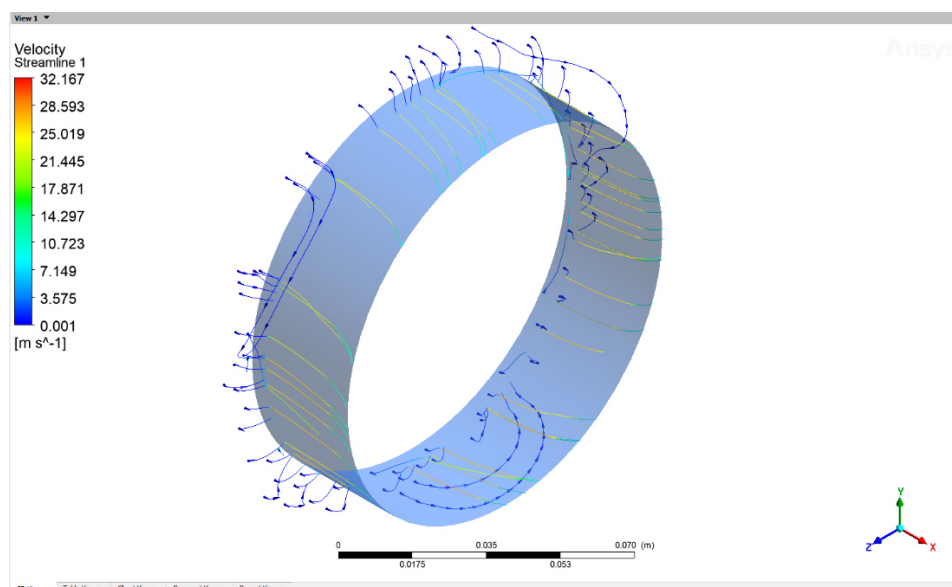 View 1
Ansys
Velocity
Streamline 1
32.167
28.593
25.019
21.445
17.871
14.297
10.723
7.149
3.575
0.001
[m s^-1]
0 0.035 0.070 (m)
0.0175 0.053
Y
Z X